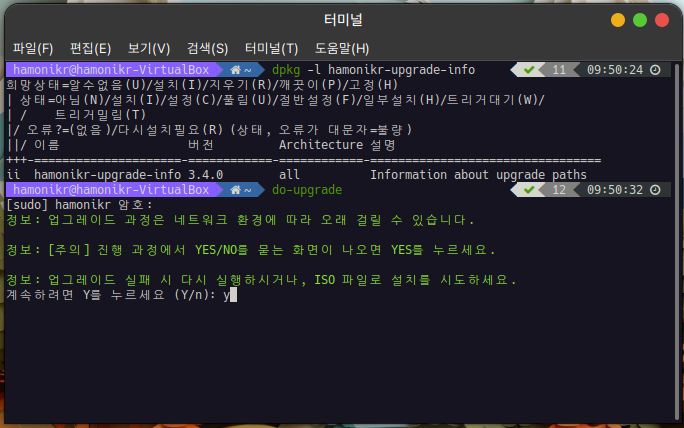 터미널
파일(F) 편집(E) 보기(V) 검색(S) 터미널(T) 도움말(H)
hamonikr@hamonikr-VirtualBox ~ dpkg -l hamonikr-upgrade-info ✔ 11 09:50:24
희망상태=알수없음(U)/설치(I)/지우기(R)/깨끗이(P)/고정(H)
| 상태=아님(N)/설치(I)/설정(C)/풀림(U)/절반설정(F)/일부설치(H)/트리거대기(W)/
| / 트리거밀림(T)
|/ 오류?=(없음)/다시설치필요(R) (상태, 오류가 대문자=불량)
||/ 이름 버전 Architecture 설명
+++-=====================-============-============-=================================
ii hamonikr-upgrade-info 3.4.0 all Information about upgrade paths
hamonikr@hamonikr-VirtualBox ~ do-upgrade ✔ 12 09:50:32
[sudo] hamonikr 암호:
정보: 업그레이드 과정은 네트워크 환경에 따라 오래 걸릴 수 있습니다.
정보: [주의] 진행 과정에서 YES/NO를 묻는 화면이 나오면 YES를 누르세요.
정보: 업그레이드 실패 시 다시 실행하시거나, ISO 파일로 설치를 시도하세요.
계속하려면 Y를 누르세요 (Y/n): y